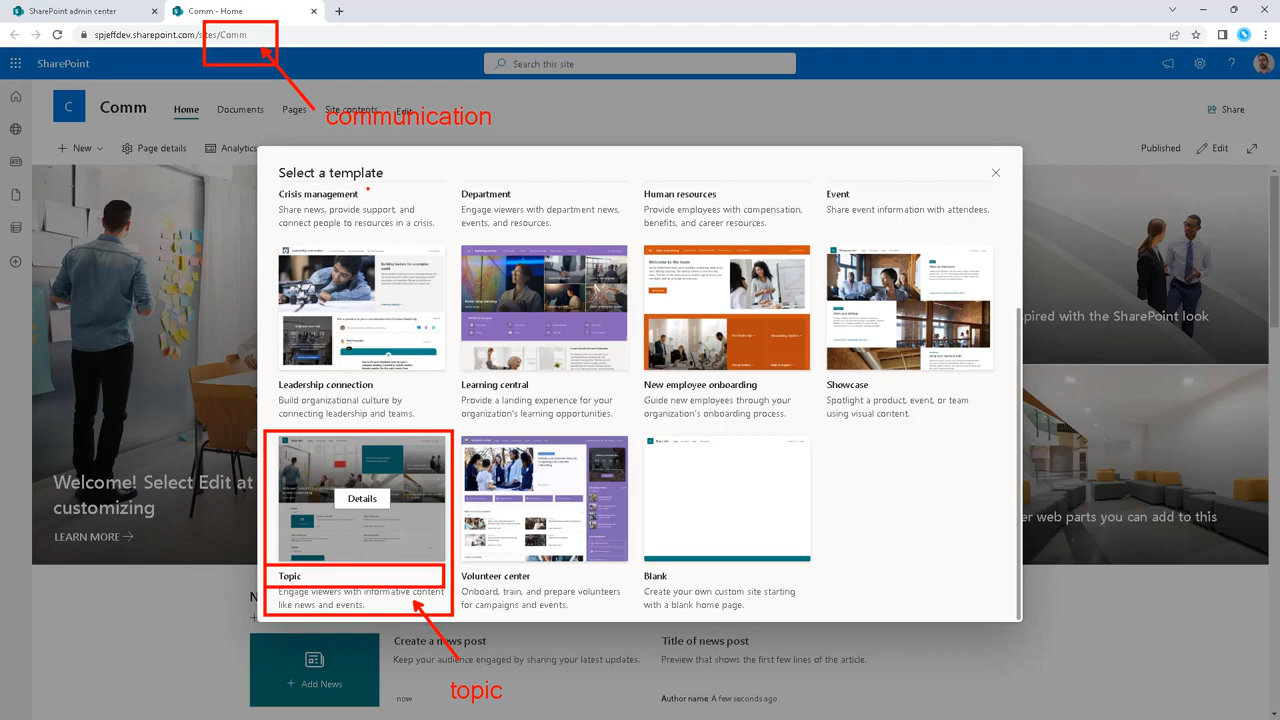 SharePoint admin center
Comm - Home
spjeffdev.sharepoint.com/sites/Comm
SharePoint
Search this site
C
Comm
Home
Documents
Pages
Site contents
Edit
Share
communication
New
Page details
Analytics
Published
Edit
Select a template
Crisis management
Share news, provide support, and
connect people to resources in a crisis.
Department
Engage viewers with department news,
events, and resources.
Human resources
Provide employees with compensation,
benefits, and career resources.
Event
Share event information with attendees.
Leadership connection
Build organizational culture by
connecting leadership and teams.
Learning central
Provide a landing experience for your
organization's learning opportunities.
New employee onboarding
Guide new employees through your
organization's onboarding process.
Showcase
Spotlight a product, event, or team
using visual content.
Details
Topic
Engage viewers with informative content
like news and events.
Volunteer center
Onboard, train, and prepare volunteers
for campaigns and events.
Blank
Create your own custom site starting
with a blank home page.
Welcome! Select Edit at
customizing
LEARN MORE
pired with the SharePoint look
web parts you can add to this
N
Add News
Create a news post
Keep your audience engaged by sharing your latest updates.
now
topic
Title of news post
Preview that shows the first few lines of the article.
Author name A few seconds ago